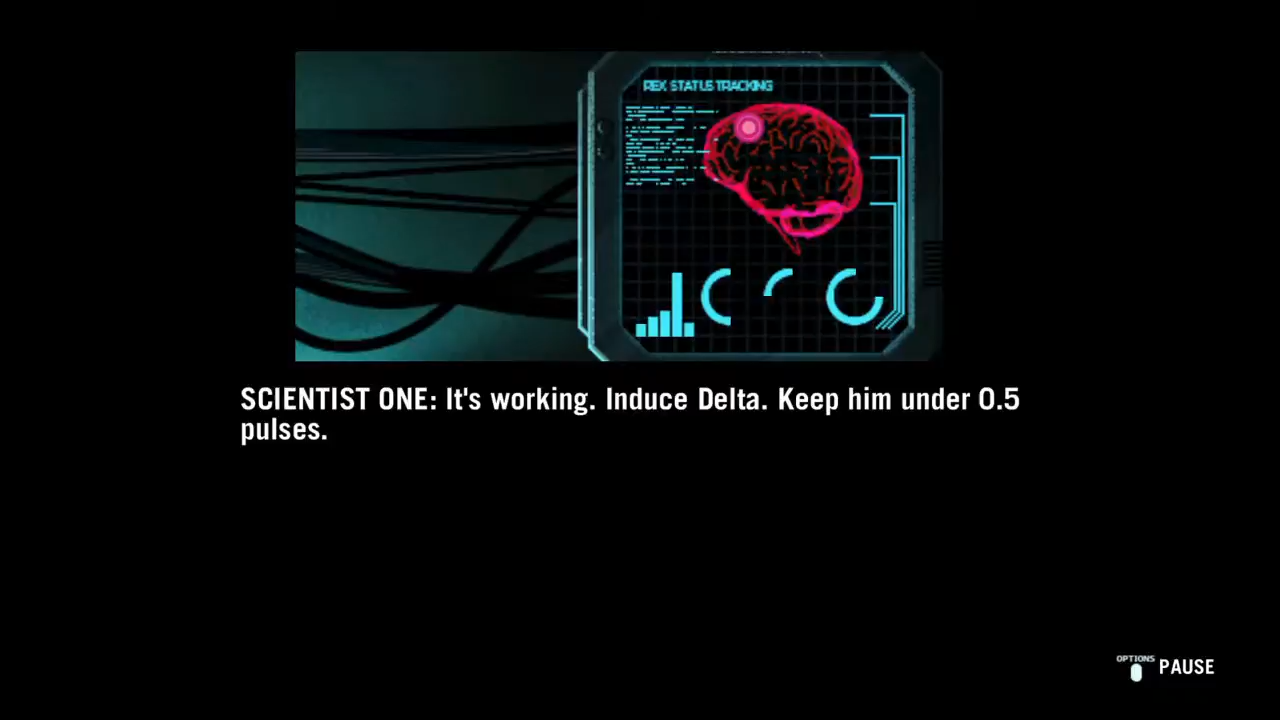 REX STATUS TRACKING
SCIENTIST ONE: It's working. Induce Delta. Keep him under 0.5
pulses.
OPTIONS
PAUSE